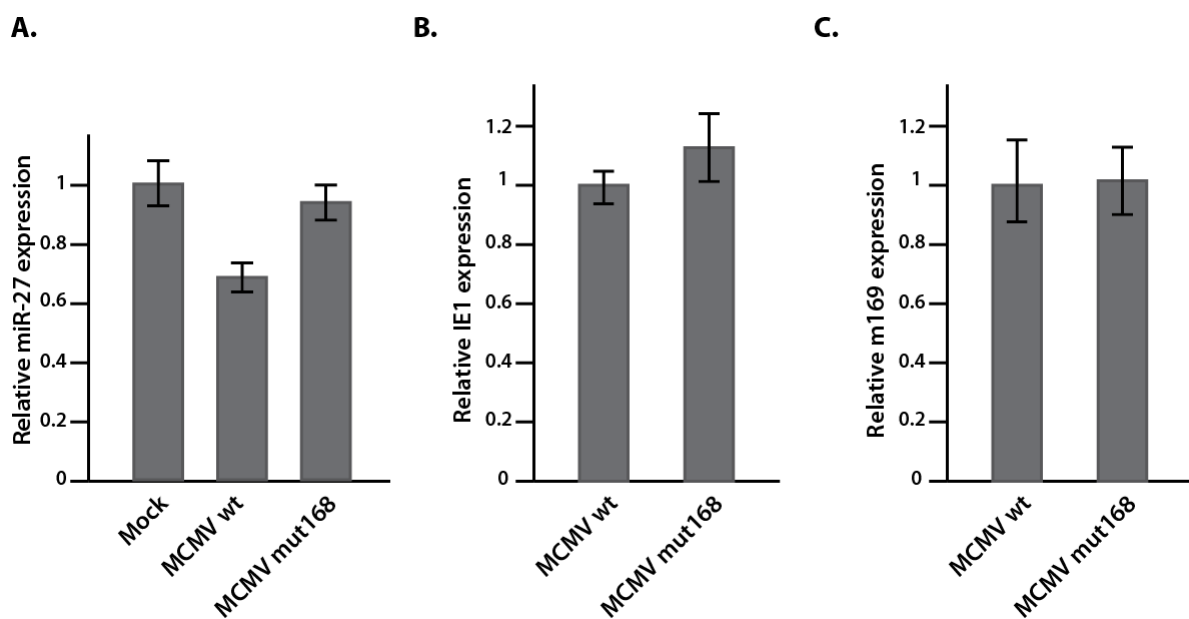 A.
Relative miR-27 expression
1
0.8
0.6
0.4
0.2
0
Mock
MCMV wt
MCMV mut168
B.
Relative IE1 expression
1.2
1
0.8
0.6
0.4
0.2
0
MCMV wt
MCMV mut168
C.
Relative m169 expression
1.2
1
0.8
0.6
0.4
0.2
0
MCMV wt
MCMV mut168